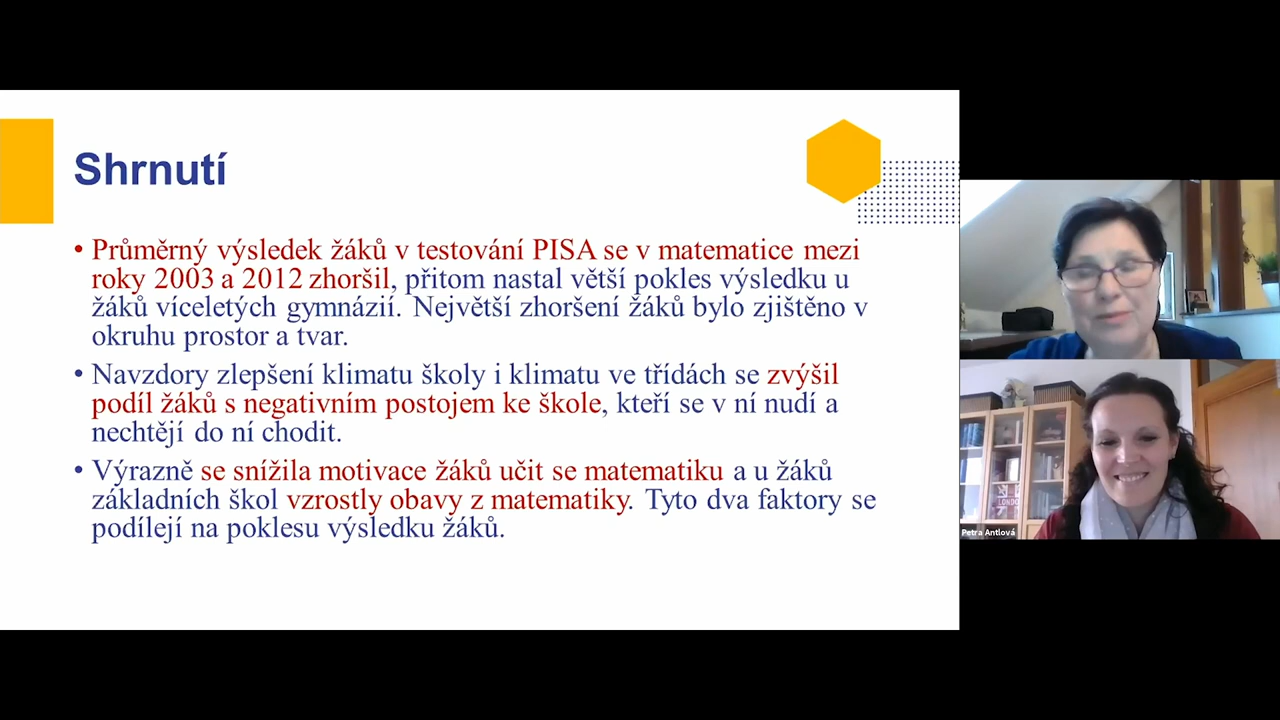 Shrnutí
• Průměrný výsledek žáků v testování PISA se v matematice mezi
roky 2003 a 2012 zhoršil, přitom nastal větší pokles výsledku u
žáků víceletých gymnázií. Největší zhoršení žáků bylo zjištěno v
okruhu prostor a tvar.
• Navzdory zlepšení klimatu školy i klimatu ve třídách se zvýšil
podíl žáků s negativním postojem ke škole, kteří se v ní nudí a
nechtějí do ní chodit.
• Výrazně se snížila motivace žáků učit se matematiku a u žáků
základních škol vzrostly obavy z matematiky. Tyto dva faktory se
podílejí na poklesu výsledku žáků.
LONDON
Petra Antlová